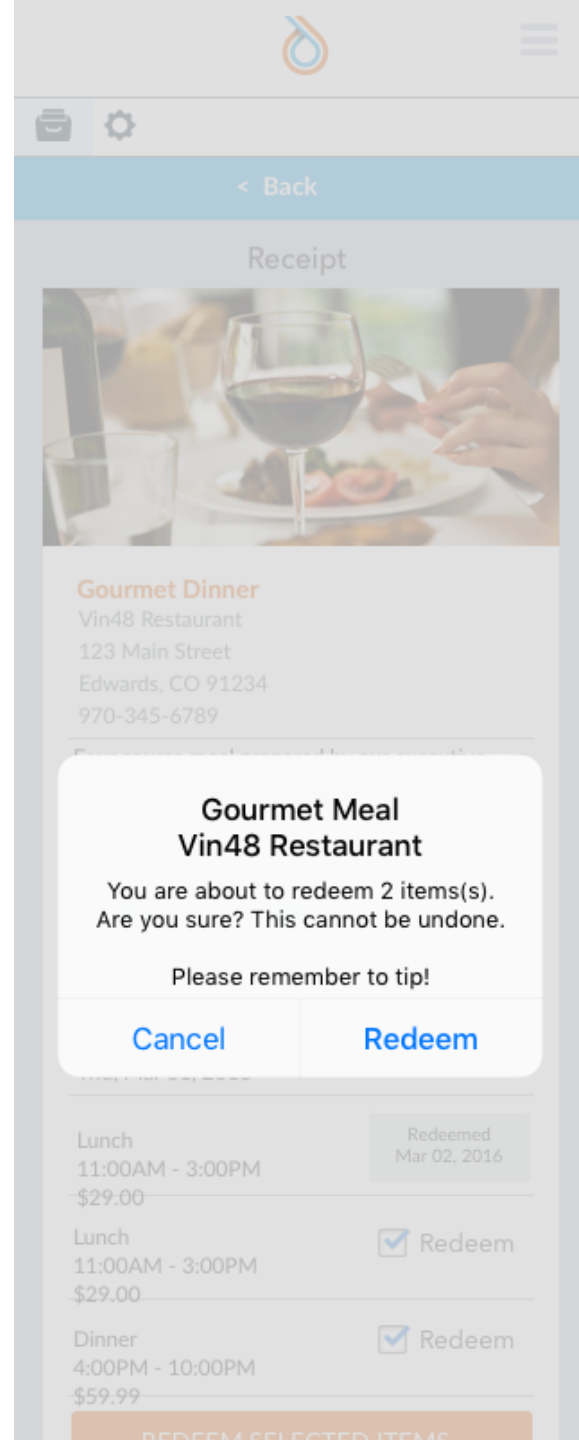 < Back
Receipt
Gourmet Dinner
Vin48 Restaurant
123 Main Street
Edwards, CO 91234
970-345-6789
Gourmet Meal
Vin48 Restaurant
You are about to redeem 2 items(s).
Are you sure? This cannot be undone.
Please remember to tip!
Cancel
Redeem
Lunch
11:00AM - 3:00PM
$29.00
Redeemed
Mar 02, 2016
Lunch
11:00AM - 3:00PM
$29.00
Redeem
Dinner
4:00PM - 10:00PM
$59.99
Redeem
REDEEM SELECTED ITEMS